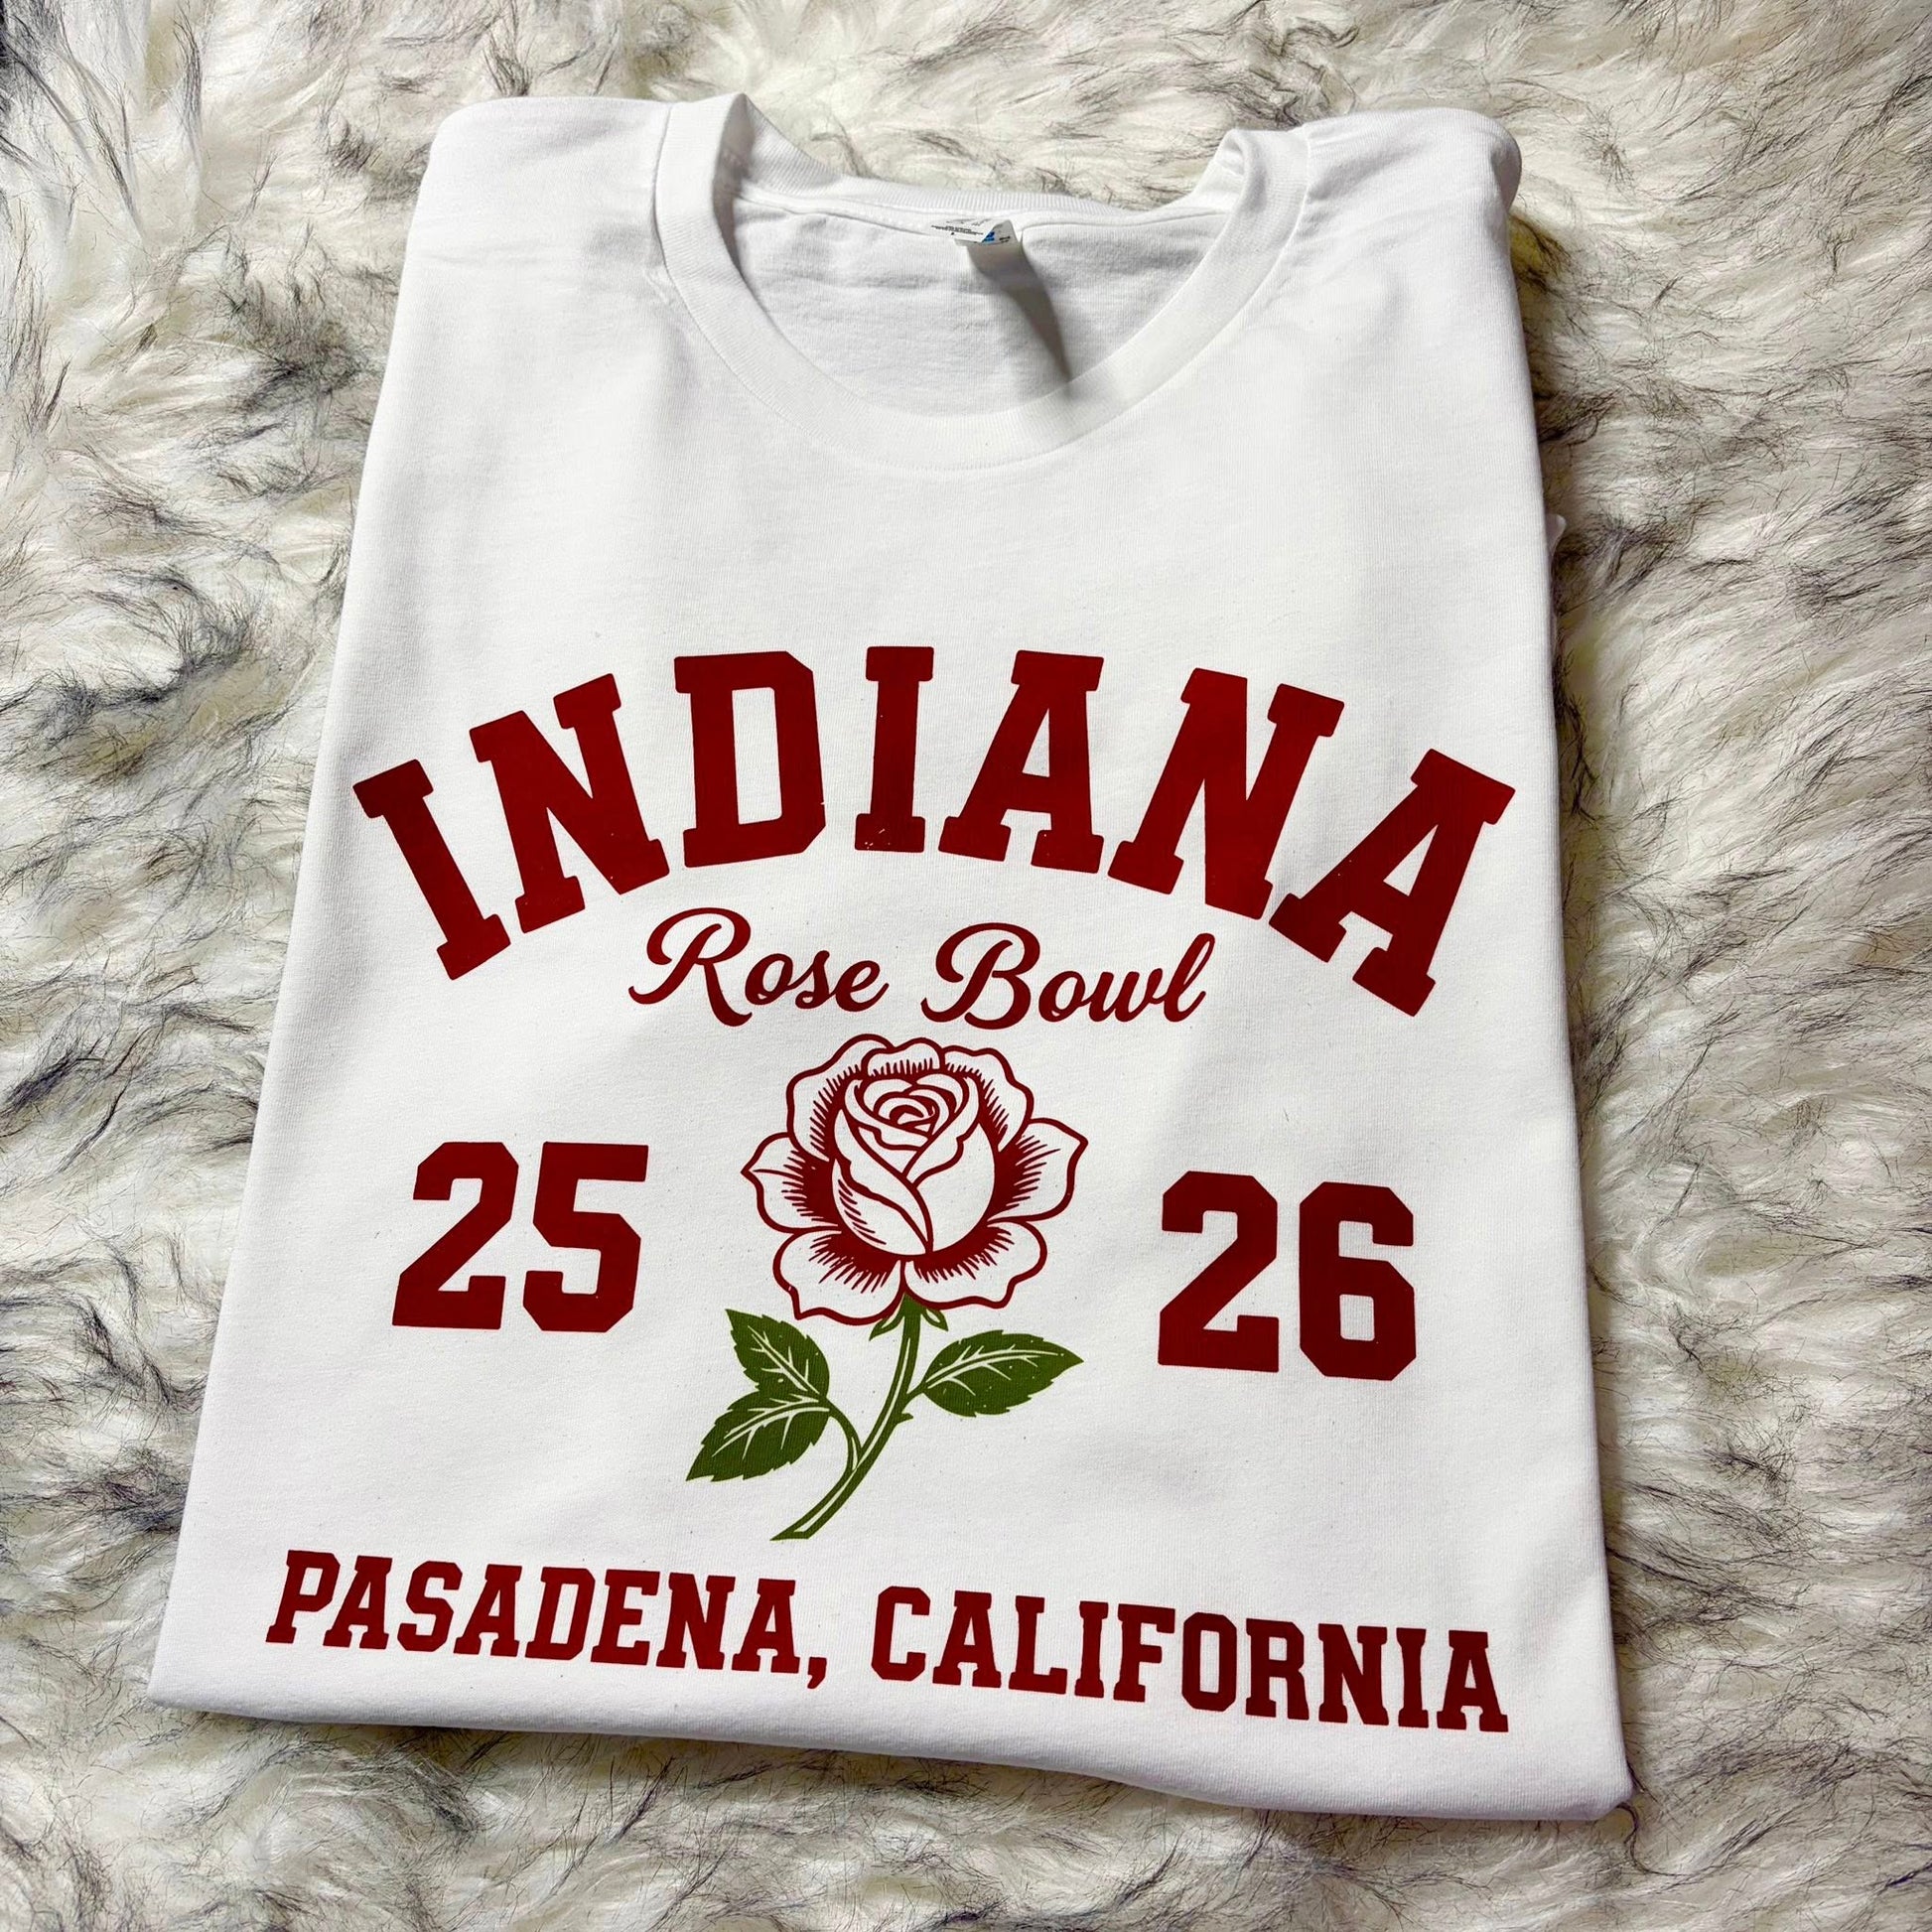 INDIANA
Rose Bowl
25 26
PASADENA, CALIFORNIA